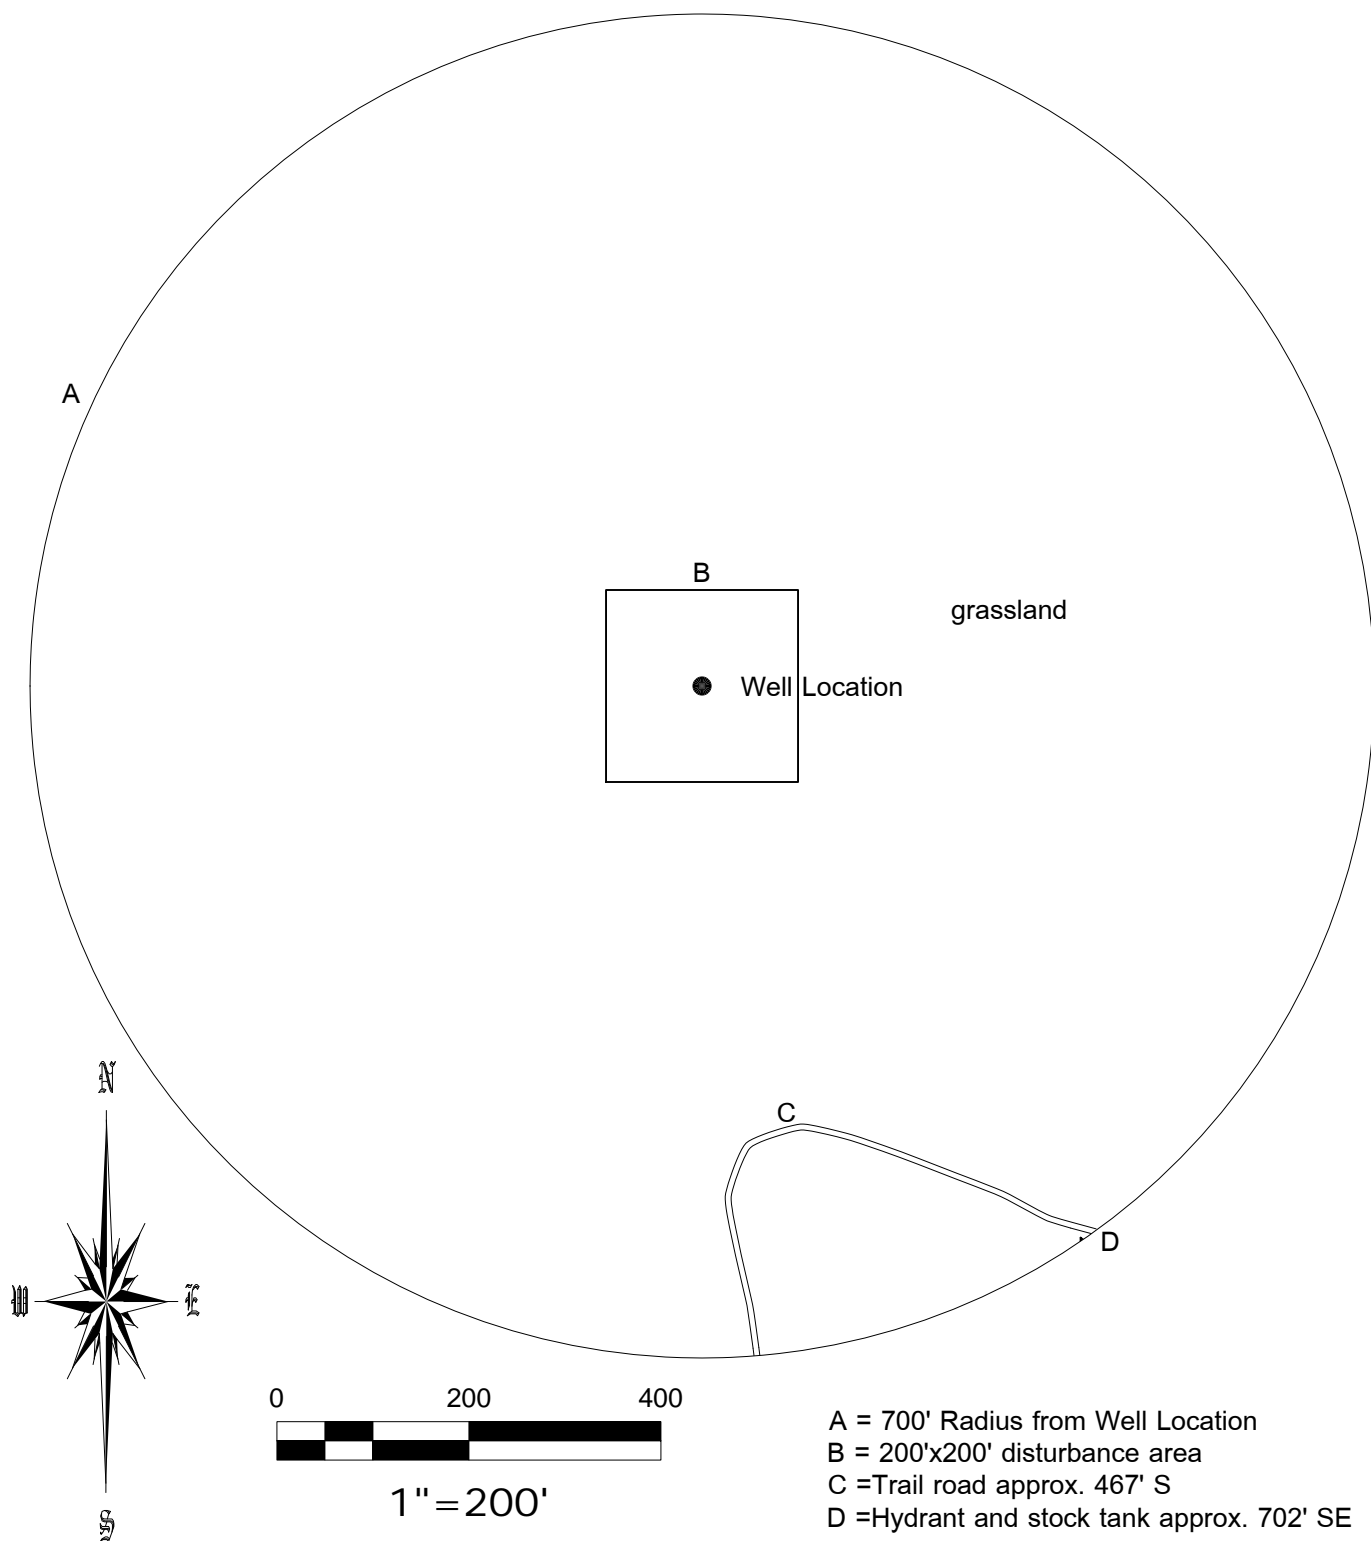 A
B
grassland
Well Location
N
C
D
W
E
S
0 200 400
1"=200'
A = 700' Radius from Well Location
B = 200'x200' disturbance area
C =Trail road approx. 467' S
D =Hydrant and stock tank approx. 702' SE